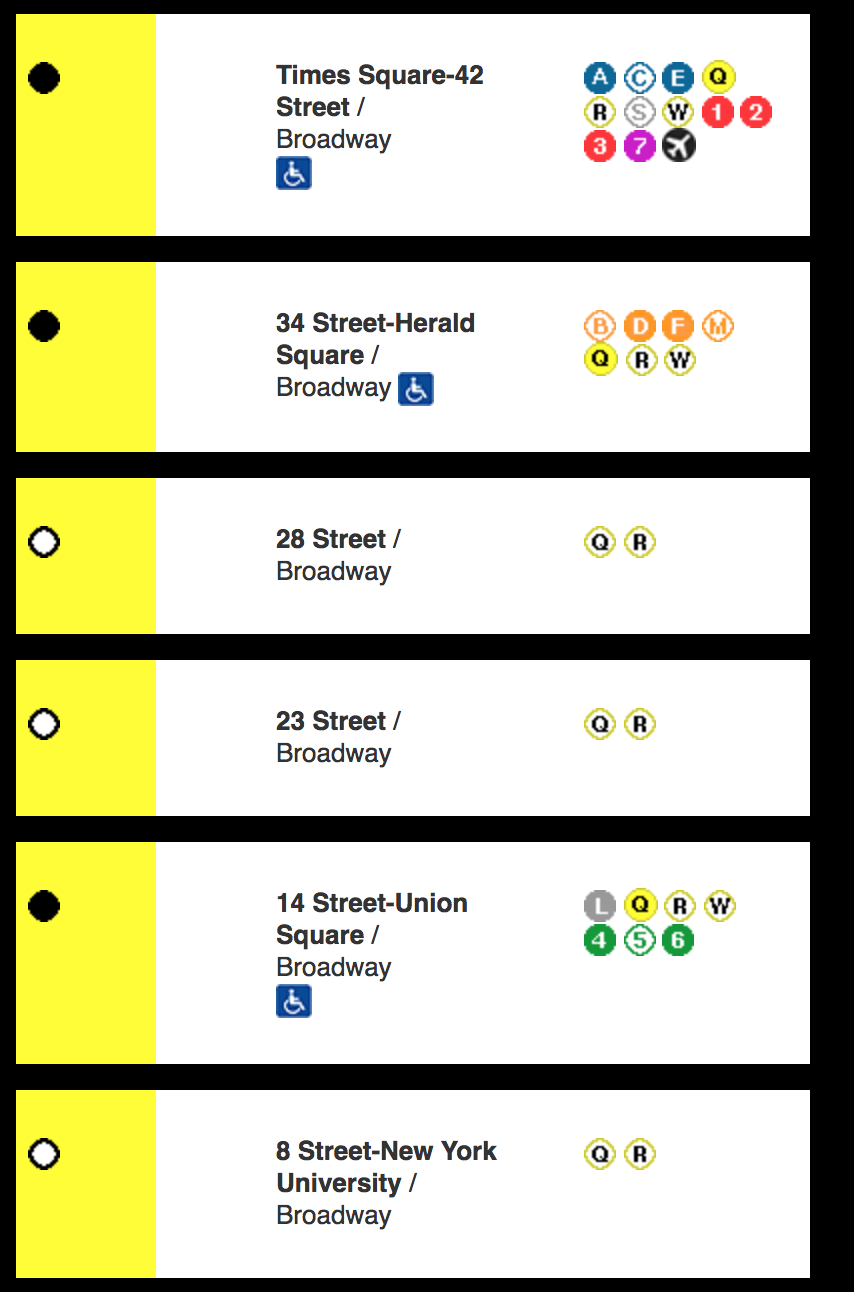 Times Square-42
Street /
Broadway
A C E Q
R S W 1 2
3 7
34 Street-Herald
Square /
Broadway
B D F M
Q R W
28 Street /
Broadway
Q R
23 Street /
Broadway
Q R
14 Street-Union
Square /
Broadway
L Q R W
4 5 6
8 Street-New York
University /
Broadway
Q R